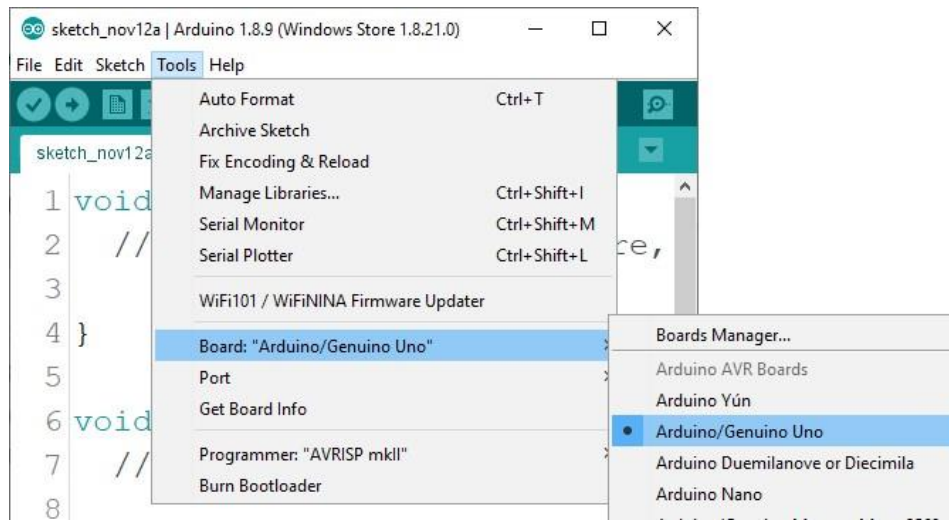 sketch_nov12a | Arduino 1.8.9 (Windows Store 1.8.21.0)
File Edit Sketch Tools Help
sketch_nov12a
Auto Format Ctrl+T
Archive Sketch
Fix Encoding & Reload
Manage Libraries... Ctrl+Shift+I
Serial Monitor Ctrl+Shift+M
Serial Plotter Ctrl+Shift+L
WiFi101 / WiFiNINA Firmware Updater
Board: "Arduino/Genuino Uno"
Port
Get Board Info
Programmer: "AVRISP mkII"
Burn Bootloader
1 void
2 // re,
3
4 }
5
6 void
7 //
8
Boards Manager...
Arduino AVR Boards
Arduino Yún
Arduino/Genuino Uno
Arduino Duemilanove or Diecimila
Arduino Nano